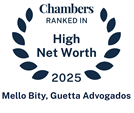 Chambers
RANKED IN
High
Net Worth
2025
Mello Bity, Guetta Advogados